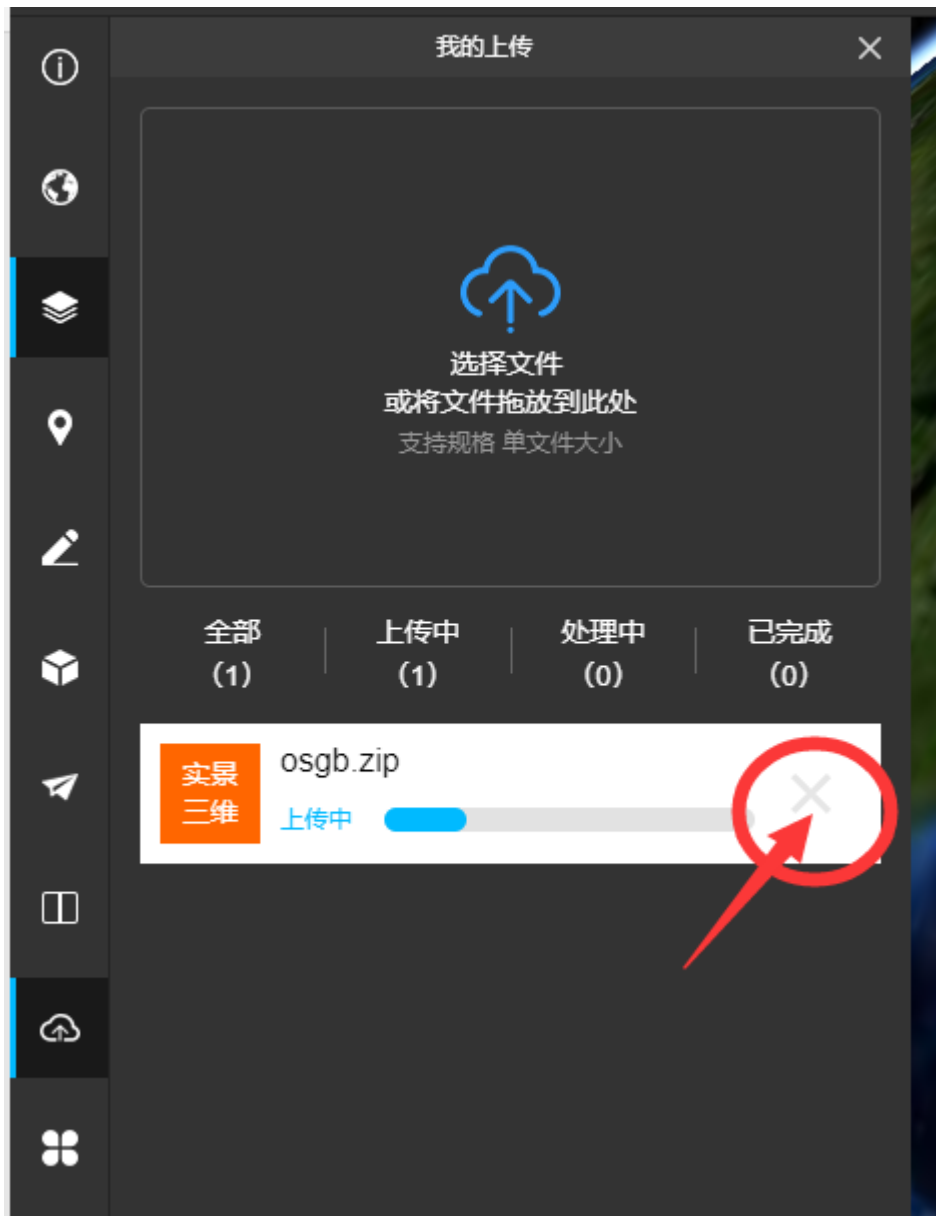 我的上传
选择文件
或将文件拖放到此处
支持规格 单文件大小
全部 上传中 处理中 已完成
(1) (1) (0) (0)
实景
三维
osgb.zip
上传中